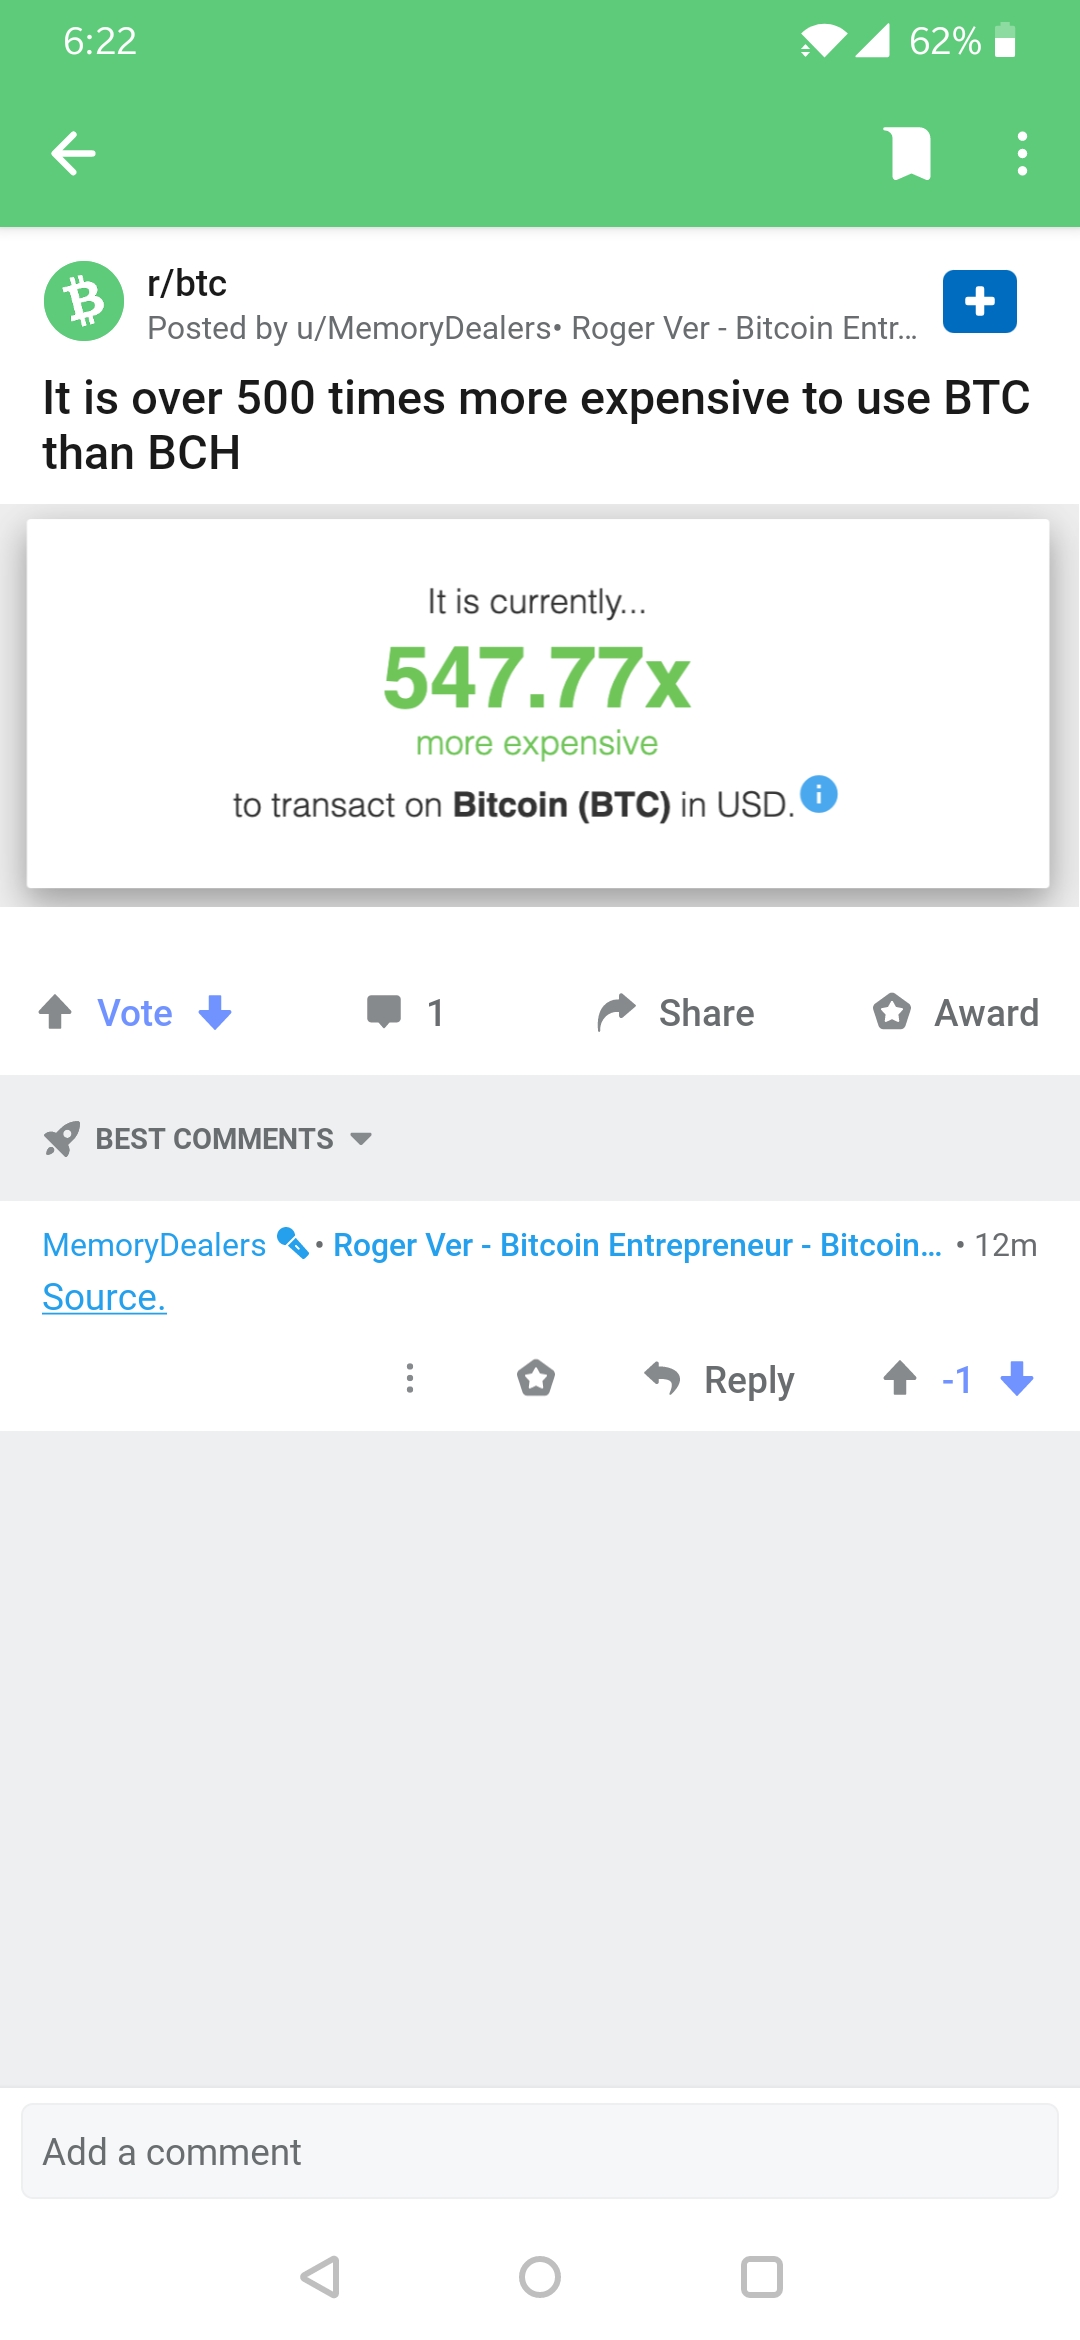 6:22
62%
r/btc
Posted by u/MemoryDealers• Roger Ver - Bitcoin Entr...
It is over 500 times more expensive to use BTC
than BCH
It is currently...
547.77x
more expensive
to transact on Bitcoin (BTC) in USD.
Vote
1
Share
Award
BEST COMMENTS
MemoryDealers • Roger Ver - Bitcoin Entrepreneur - Bitcoin... • 12m
Source.
Reply
-1
Add a comment